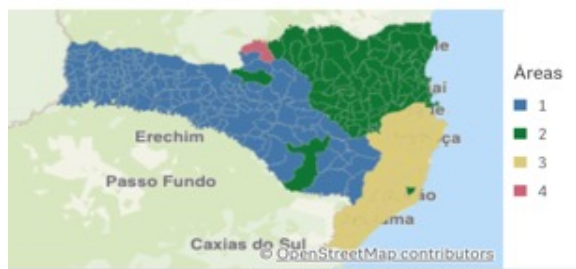 Áreas
1
2
3
4
Erechim
Passo Fundo
Caxias do Sul
© OpenStreetMap contributors